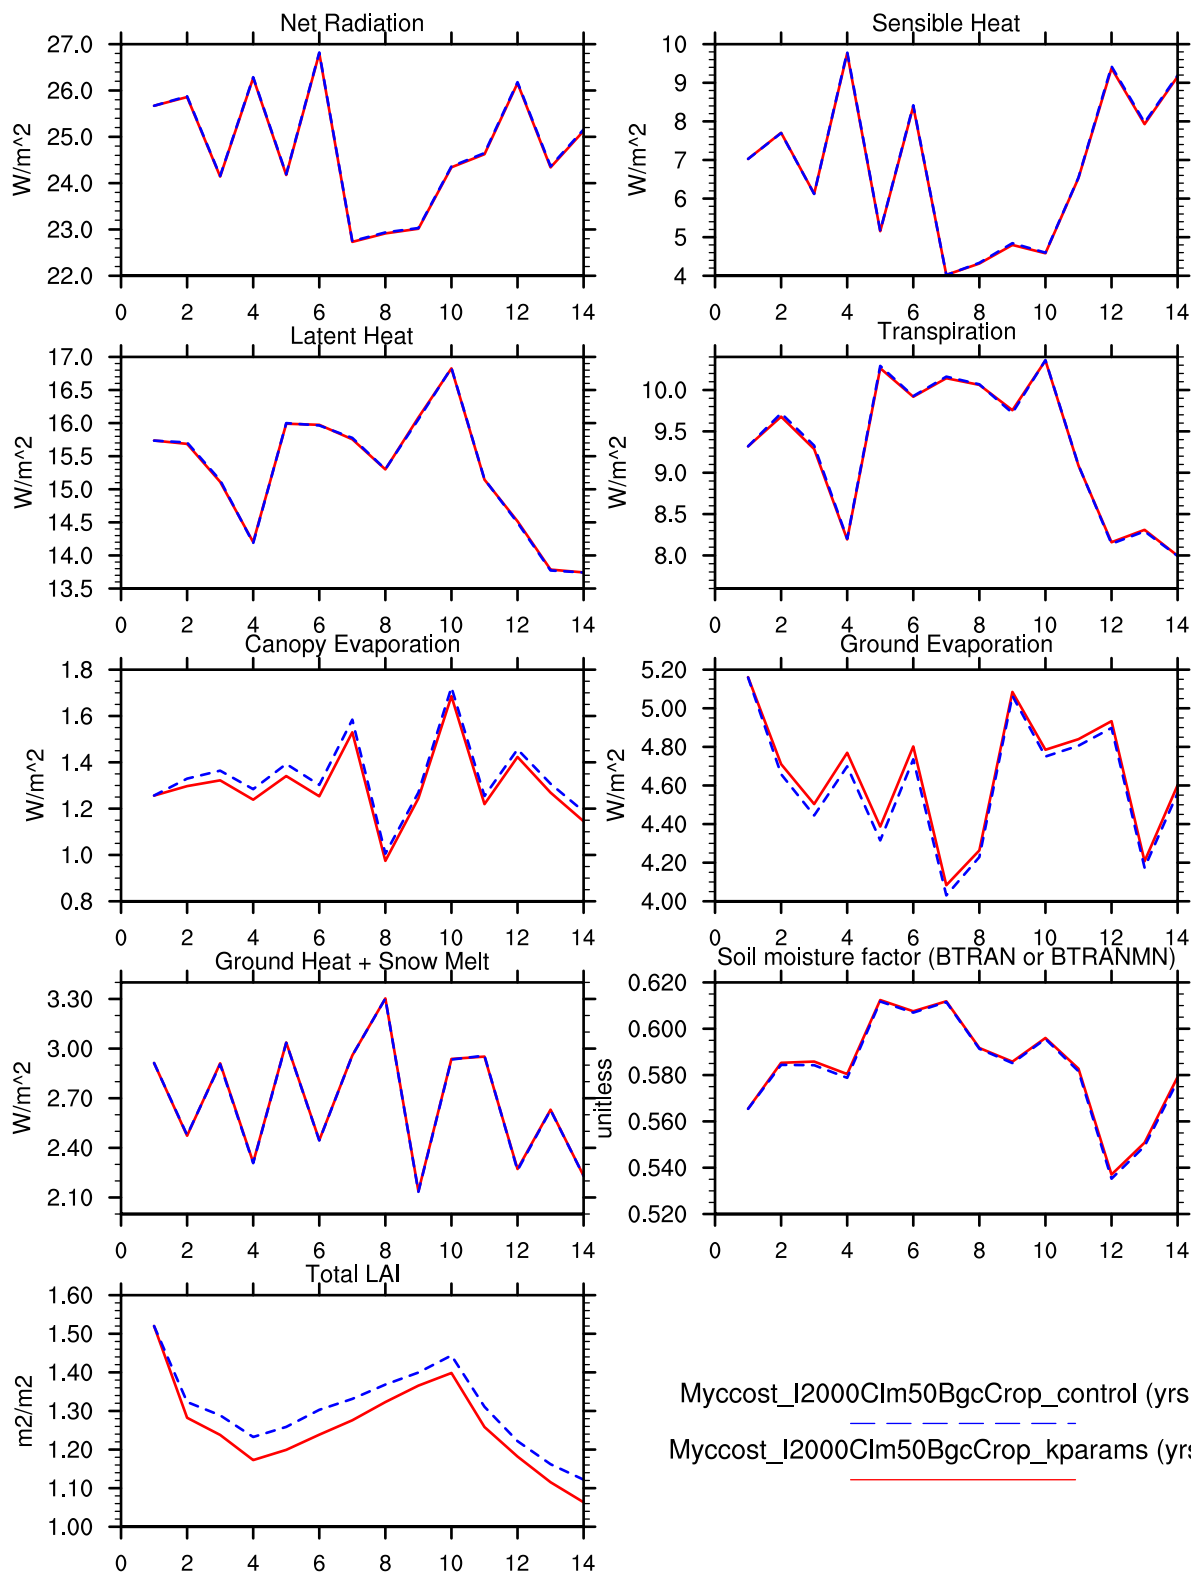 Net Radiation
W/m^2
27.0
26.0
25.0
24.0
23.0
22.0
0 2 4 6 8 10 12 14
Sensible Heat
W/m^2
10
9
8
7
6
5
4
0 2 4 6 8 10 12 14
Latent Heat
W/m^2
17.0
16.5
16.0
15.5
15.0
14.5
14.0
13.5
0 2 4 6 8 10 12 14
Transpiration
W/m^2
10.0
9.5
9.0
8.5
8.0
0 2 4 6 8 10 12 14
Canopy Evaporation
W/m^2
1.8
1.6
1.4
1.2
1.0
0.8
0 2 4 6 8 10 12 14
Ground Evaporation
W/m^2
5.20
5.00
4.80
4.60
4.40
4.20
4.00
0 2 4 6 8 10 12 14
Ground Heat + Snow Melt
W/m^2
3.30
3.00
2.70
2.40
2.10
0 2 4 6 8 10 12 14
Soil moisture factor (BTRAN or BTRANMN)
unitless
0.620
0.600
0.580
0.560
0.540
0.520
0 2 4 6 8 10 12 14
Total LAI
m2/m2
1.60
1.50
1.40
1.30
1.20
1.10
1.00
0 2 4 6 8 10 12 14
Myccost_I2000Clm50BgcCrop_control (yrs
Myccost_I2000Clm50BgcCrop_kparams (yrs